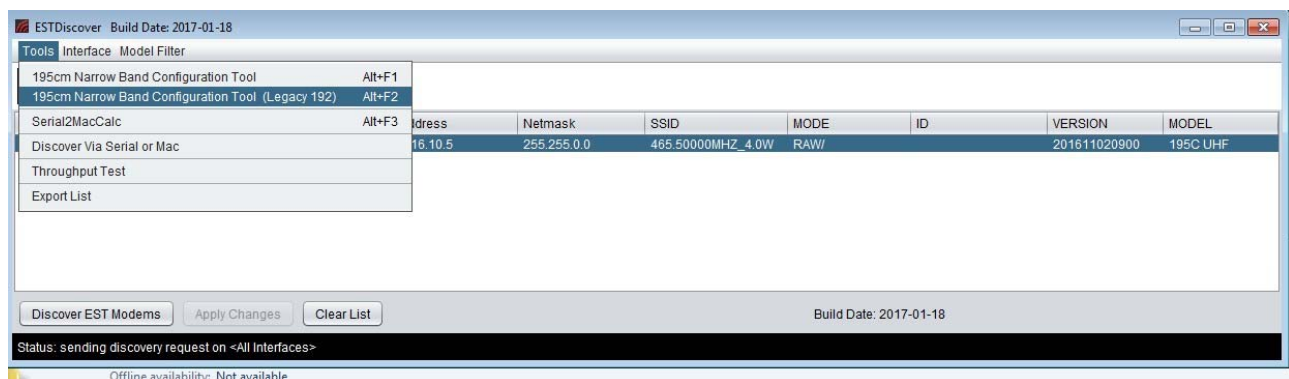 ESTDiscover Build Date: 2017-01-18
Tools Interface Model Filter
195cm Narrow Band Configuration Tool Alt+F1
195cm Narrow Band Configuration Tool (Legacy 192) Alt+F2
Serial2MacCalc Alt+F3
Discover Via Serial or Mac
Throughput Test
Export List
ldress Netmask SSID MODE ID VERSION MODEL
16.10.5 255.255.0.0 465.50000MHZ_4.0W RAW/ 201611020900 195C UHF
Discover EST Modems Apply Changes Clear List Build Date: 2017-01-18
Status: sending discovery request on <All Interfaces>
Offline availability: Not available